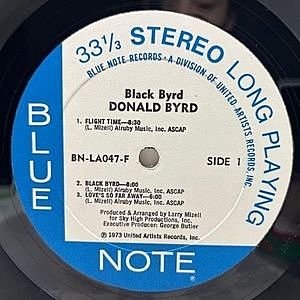 33⅓ STEREO LONG PLAYING
BLUE NOTE RECORDS • A DIVISION OF UNITED ARTISTS RECORDS, INC.
Black Byrd
DONALD BYRD
1. FLIGHT TIME—8:30
(L. Mizell) Alruby Music, Inc. ASCAP
BN-LA047-F SIDE 1
2. BLACK BYRD—8:00
(L. Mizell) Alruby Music, Inc. ASCAP
3. LOVE'S SO FAR AWAY—6:00
(L. Mizell) Alruby Music, Inc. ASCAP
Produced & Arranged by Larry Mizell
for Sky High Productions, Inc.
Executive Producer: George Butler
℗ 1973 United Artists Records, Inc.
BLUE
NOTE ®